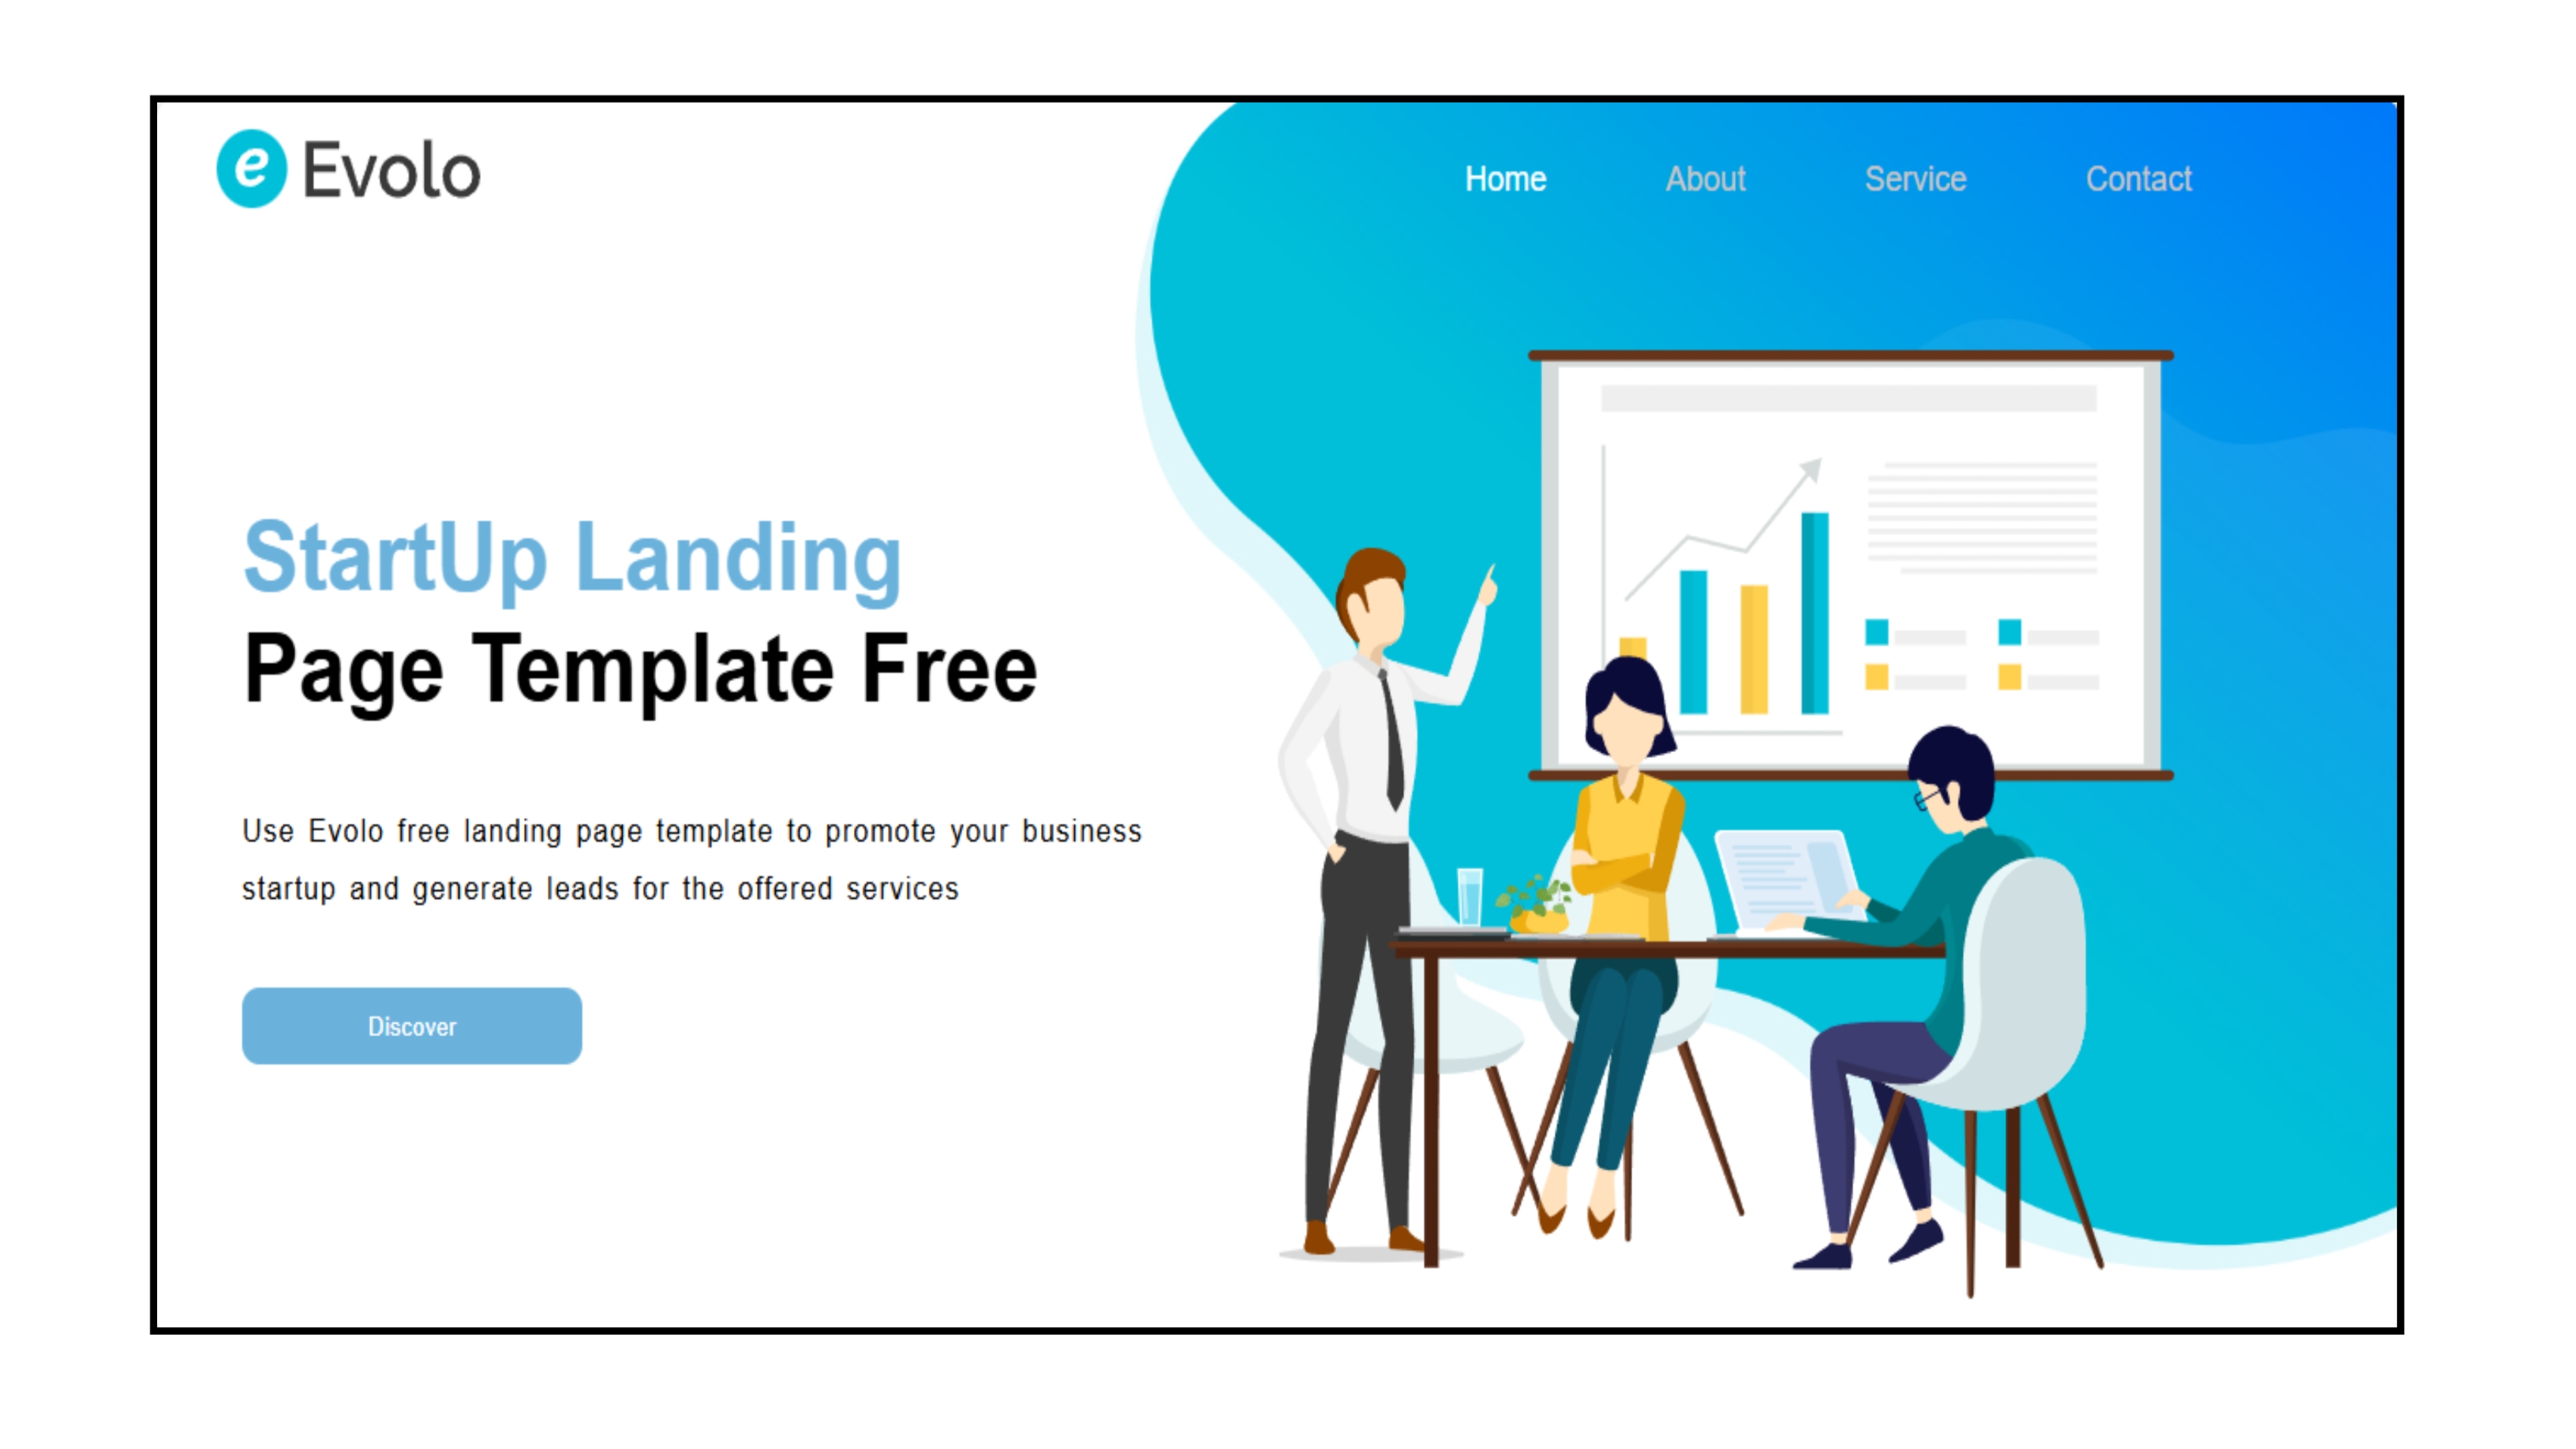 e Evolo
Home About Service Contact
StartUp Landing
Page Template Free
Use Evolo free landing page template to promote your business
startup and generate leads for the offered services
Discover